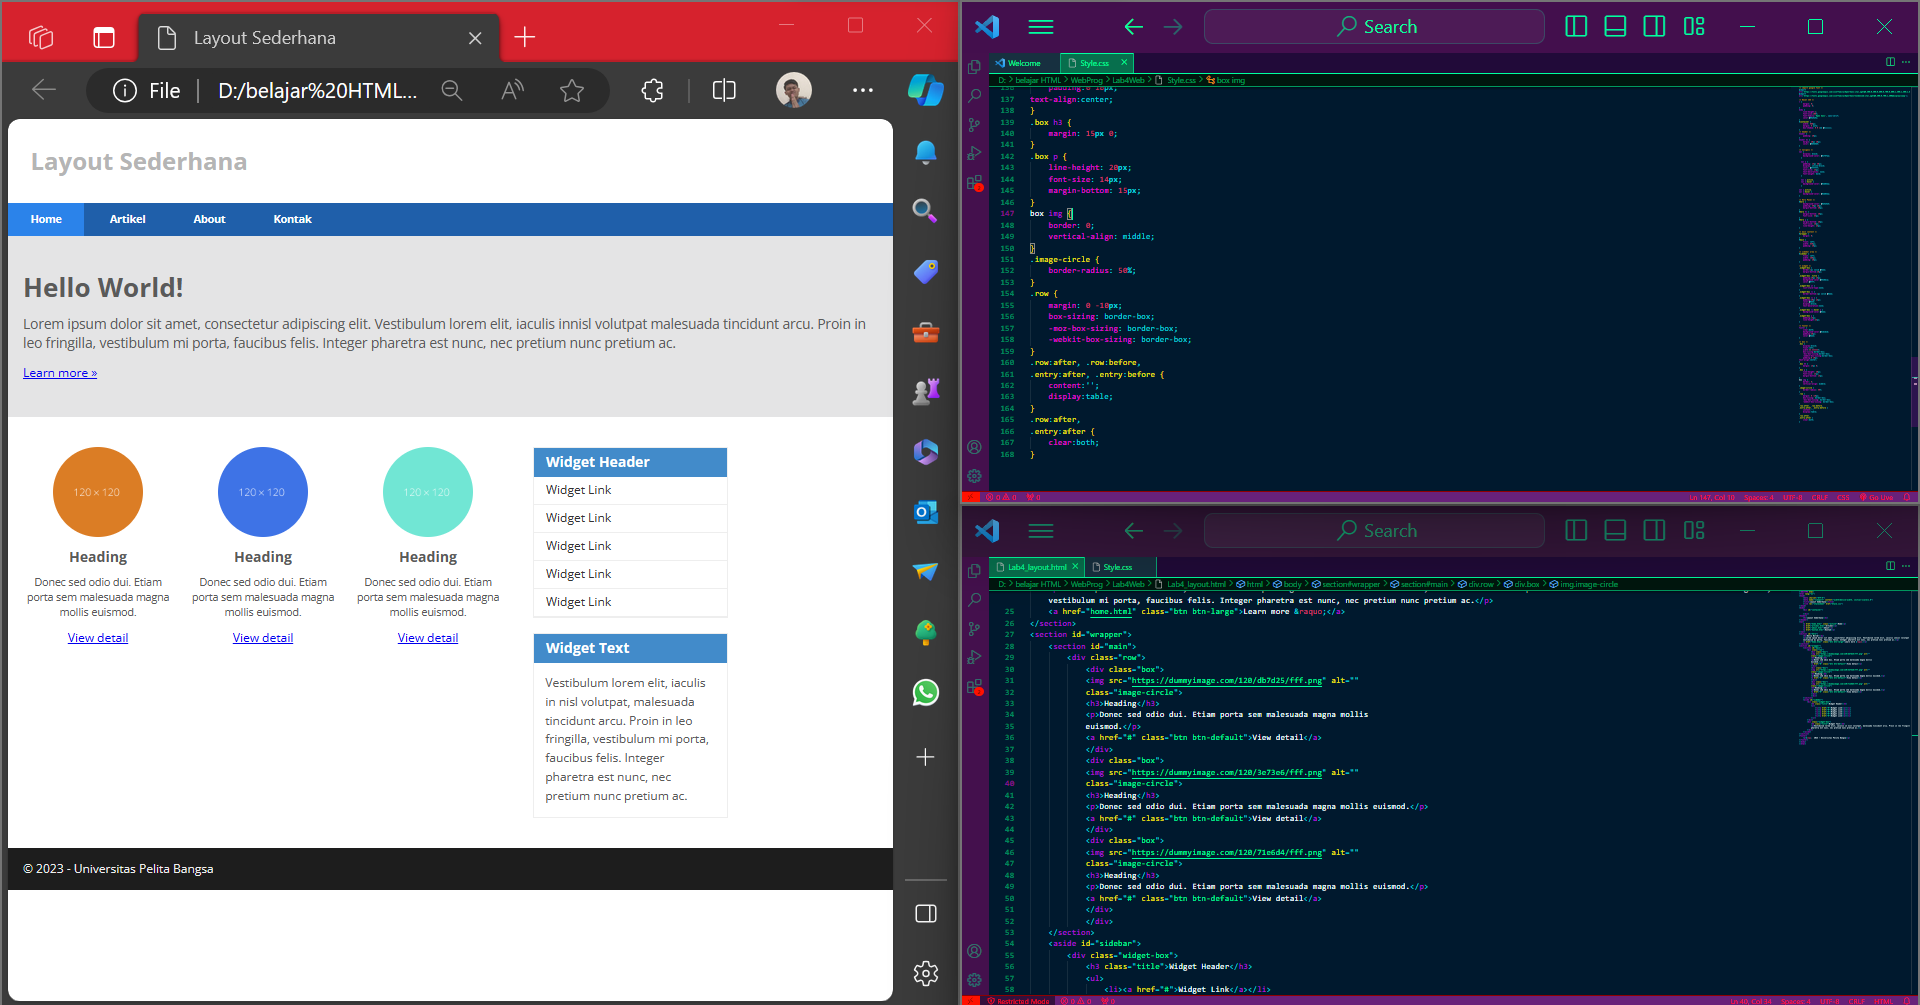 Layout Sederhana
File
D:/belajar%20HTML...
Layout Sederhana
Home Artikel About Kontak
Hello World!
Lorem ipsum dolor sit amet, consectetur adipiscing elit. Vestibulum lorem elit, iaculis innisl volutpat malesuada tincidunt arcu. Proin in
leo fringilla, vestibulum mi porta, faucibus felis. Integer pharetra est nunc, nec pretium nunc pretium ac.
Learn more »
120 × 120
Heading
Donec sed odio dui. Etiam
porta sem malesuada magna
mollis euismod.
View detail
120 × 120
Heading
Donec sed odio dui. Etiam
porta sem malesuada magna
mollis euismod.
View detail
120 × 120
Heading
Donec sed odio dui. Etiam
porta sem malesuada magna
mollis euismod.
View detail
Widget Header
Widget Link
Widget Link
Widget Link
Widget Link
Widget Link
Widget Text
Vestibulum lorem elit, iaculis
in nisl volutpat, malesuada
tincidunt arcu. Proin in leo
fringilla, vestibulum mi porta,
faucibus felis. Integer
pharetra est nunc, nec
pretium nunc pretium ac.
© 2023 - Universitas Pelita Bangsa
Search
Welcome Style.css
D: > belajar HTML > WebProg > Lab4Web > Style.css > box img
137 text-align:center;
138 }
139 .box h3 {
140 margin: 15px 0;
141 }
142 .box p {
143 line-height: 20px;
144 font-size: 14px;
145 margin-bottom: 15px;
146 }
147 box img {
148 border: 0;
149 vertical-align: middle;
150 }
151 .image-circle {
152 border-radius: 50%;
153 }
154 .row {
155 margin: 0 -10px;
156 box-sizing: border-box;
157 -moz-box-sizing: border-box;
158 -webkit-box-sizing: border-box;
159 }
160 .row:after, .row:before,
161 .entry:after, .entry:before {
162 content:'';
163 display:table;
164 }
165 .row:after,
166 .entry:after {
167 clear:both;
168 }
Ln 147, Col 10 Spaces: 4 UTF-8 CRLF CSS Go Live
Search
Lab4_layout.html Style.css
D: > belajar HTML > WebProg > Lab4Web > Lab4_layout.html > html > body > section#wrapper > section#main > div.row > div.box > img.image-circle
vestibulum mi porta, faucibus felis. Integer pharetra est nunc, nec pretium nunc pretium ac.</p>
25 <a href="home.html" class="btn btn-large">Learn more &raquo;</a>
26 </section>
27 <section id="wrapper">
28 <section id="main">
29 <div class="row">
30 <div class="box">
31 <img src="https://dummyimage.com/120/db7d25/fff.png" alt=""
32 class="image-circle">
33 <h3>Heading</h3>
34 <p>Donec sed odio dui. Etiam porta sem malesuada magna mollis
35 euismod.</p>
36 <a href="#" class="btn btn-default">View detail</a>
37 </div>
38 <div class="box">
39 <img src="https://dummyimage.com/120/3e73e6/fff.png" alt=""
40 class="image-circle">
41 <h3>Heading</h3>
42 <p>Donec sed odio dui. Etiam porta sem malesuada magna mollis euismod.</p>
43 <a href="#" class="btn btn-default">View detail</a>
44 </div>
45 <div class="box">
46 <img src="https://dummyimage.com/120/71e6d4/fff.png" alt=""
47 class="image-circle">
48 <h3>Heading</h3>
49 <p>Donec sed odio dui. Etiam porta sem malesuada magna mollis euismod.</p>
50 <a href="#" class="btn btn-default">View detail</a>
51 </div>
52 </div>
53 </section>
54 <aside id="sidebar">
55 <div class="widget-box">
56 <h3 class="title">Widget Header</h3>
57 <ul>
58 <li><a href="#">Widget Link</a></li>
Restricted Mode Ln 40, Col 14 Spaces: 4 UTF-8 CRLF HTML